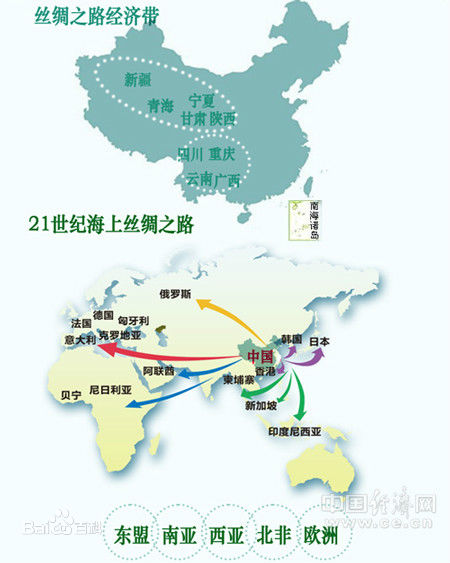 丝绸之路经济带
新疆
青海
宁夏
甘肃 陕西
四川 重庆
云南 广西
南海诸岛
21世纪海上丝绸之路
俄罗斯
德国
法国
匈牙利
克罗地亚
意大利
韩国
日本
中国
香港
阿联酋
柬埔寨
贝宁
尼日利亚
新加坡
印度尼西亚
中国经济网
www.ce.cn
Bai百科
东盟 南亚 西亚 北非 欧洲